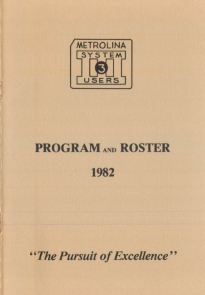 METROLINA
SYSTEM
3
USERS
PROGRAM AND ROSTER
1982
"The Pursuit of Excellence"